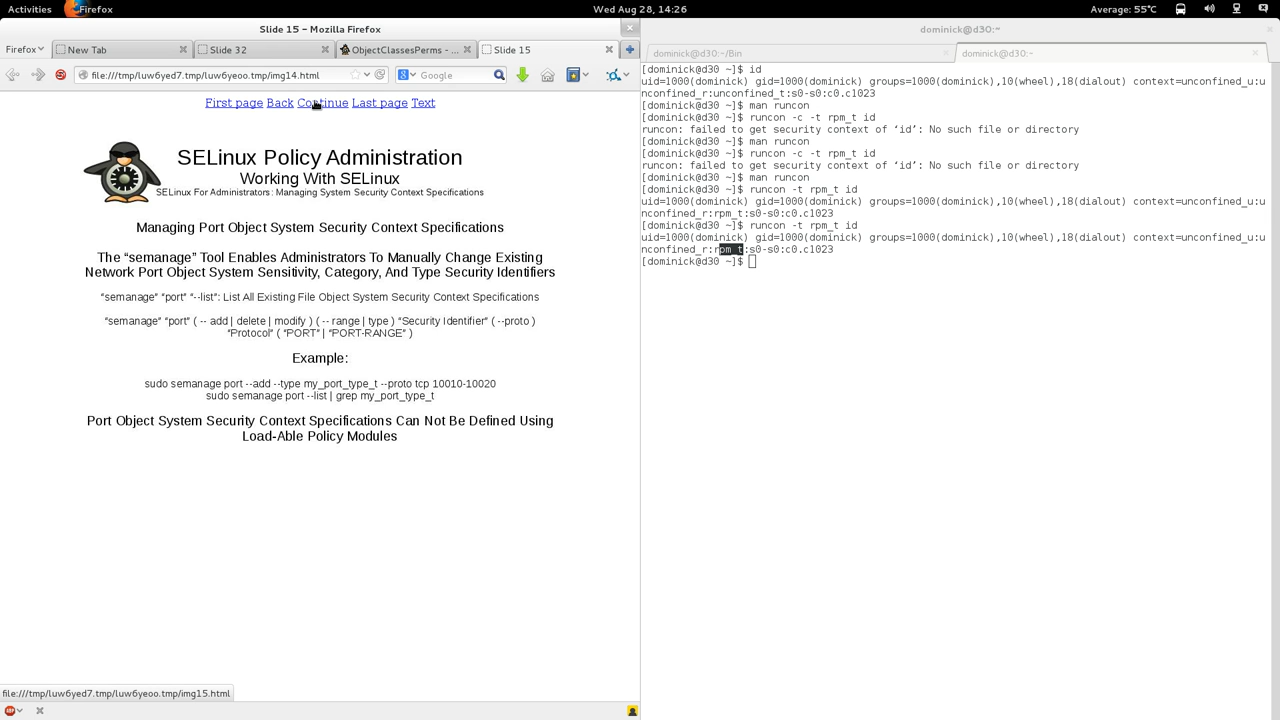 Activities Firefox Wed Aug 28, 14:26 Average: 55°C
Slide 15 - Mozilla Firefox
Firefox New Tab Slide 32 ObjectClassesPerms - ... Slide 15
file:///tmp/luw6yed7.tmp/luw6yeoo.tmp/img14.html Google
First page Back Continue Last page Text
SELinux Policy Administration
Working With SELinux
SELinux For Administrators: Managing System Security Context Specifications
Managing Port Object System Security Context Specifications
The “semanage” Tool Enables Administrators To Manually Change Existing
Network Port Object System Sensitivity, Category, And Type Security Identifiers
“semanage” “port” “--list”: List All Existing File Object System Security Context Specifications
“semanage” “port” ( -- add | delete | modify ) ( -- range | type ) “Security Identifier” ( --proto )
“Protocol” ( “PORT” | “PORT-RANGE” )
Example:
sudo semanage port --add --type my_port_type_t --proto tcp 10010-10020
sudo semanage port --list | grep my_port_type_t
Port Object System Security Context Specifications Can Not Be Defined Using
Load-Able Policy Modules
file:///tmp/luw6yed7.tmp/luw6yeoo.tmp/img15.html
dominick@d30:~
dominick@d30:~/Bin dominick@d30:~
[dominick@d30 ~]$ id
uid=1000(dominick) gid=1000(dominick) groups=1000(dominick),10(wheel),18(dialout) context=unconfined_u:u
nconfined_r:unconfined_t:s0-s0:c0.c1023
[dominick@d30 ~]$ man runcon
[dominick@d30 ~]$ runcon -c -t rpm_t id
runcon: failed to get security context of ‘id’: No such file or directory
[dominick@d30 ~]$ man runcon
[dominick@d30 ~]$ runcon -c -t rpm_t id
runcon: failed to get security context of ‘id’: No such file or directory
[dominick@d30 ~]$ man runcon
[dominick@d30 ~]$ runcon -t rpm_t id
uid=1000(dominick) gid=1000(dominick) groups=1000(dominick),10(wheel),18(dialout) context=unconfined_u:u
nconfined_r:rpm_t:s0-s0:c0.c1023
[dominick@d30 ~]$ runcon -t rpm_t id
uid=1000(dominick) gid=1000(dominick) groups=1000(dominick),10(wheel),18(dialout) context=unconfined_u:u
nconfined_r:rpm_t:s0-s0:c0.c1023
[dominick@d30 ~]$